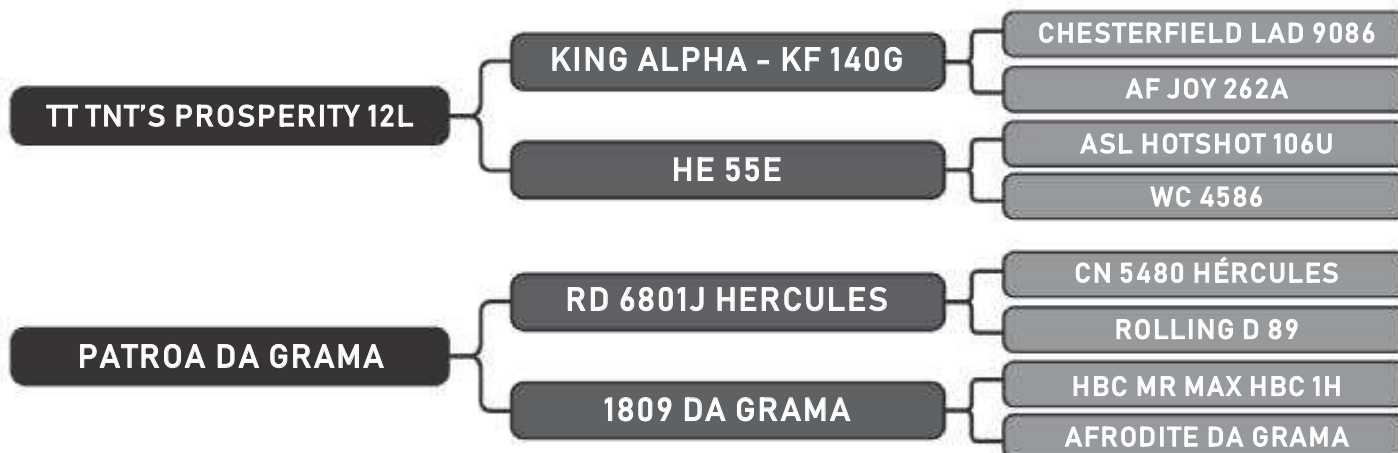 TT TNT'S PROSPERITY 12L
KING ALPHA - KF 140G
HE 55E
CHESTERFIELD LAD 9086
AF JOY 262A
ASL HOTSHOT 106U
WC 4586
PATROA DA GRAMA
RD 6801J HERCULES
1809 DA GRAMA
CN 5480 HÉRCULES
ROLLING D 89
HBC MR MAX HBC 1H
AFRODITE DA GRAMA